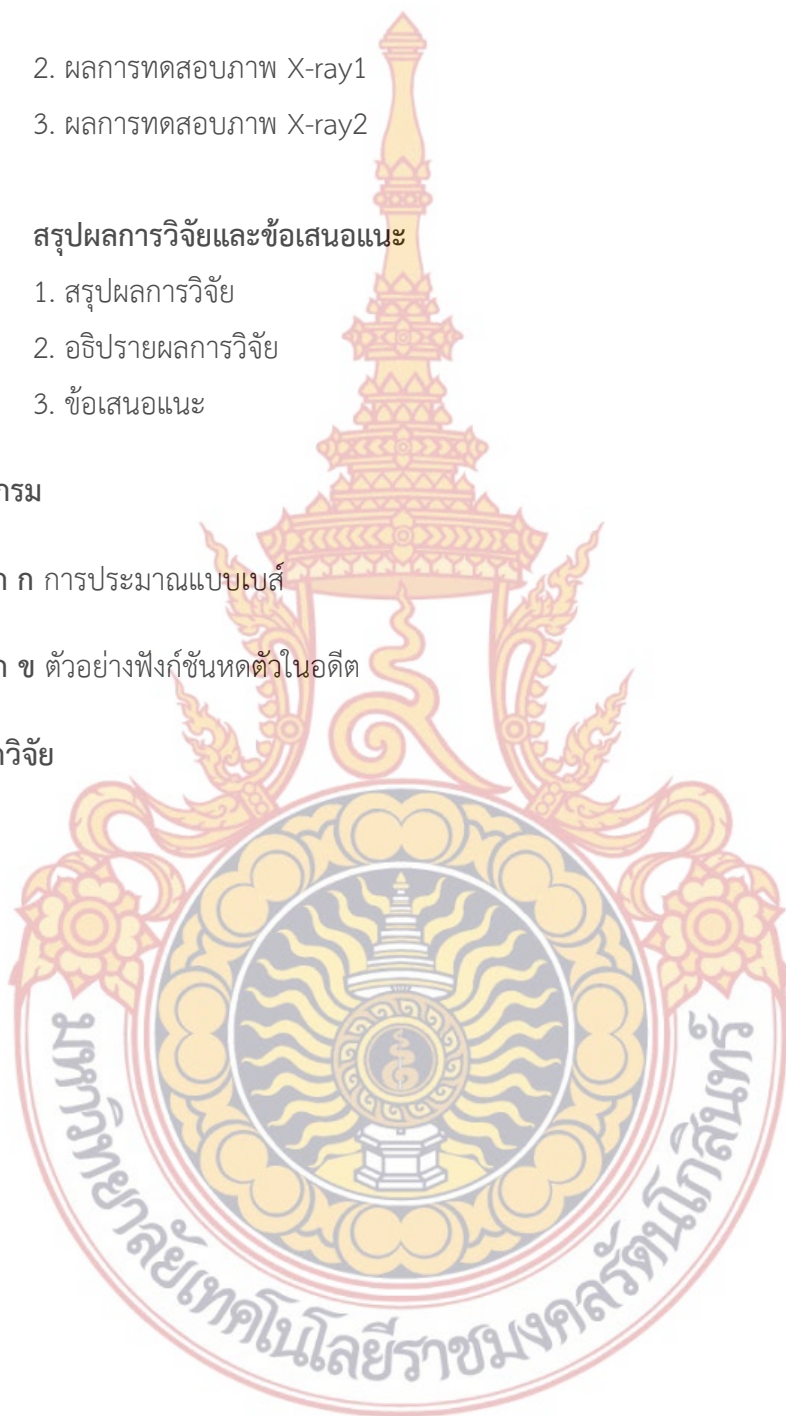 2. ผลการทดสอบภาพ X-ray1
3. ผลการทดสอบภาพ X-ray2
สรุปผลการวิจัยและข้อเสนอแนะ
1. สรุปผลการวิจัย
2. อธิปรายผลการวิจัย
3. ข้อเสนอแนะ
กรม
ก ก การประมาณแบบเบส์
ก ข ตัวอย่างฟังก์ชันหดตัวในอดีต
วิจัย
มหาวิทยาลัยเทคโนโลยีราชมงคลรัตนโกสินทร์